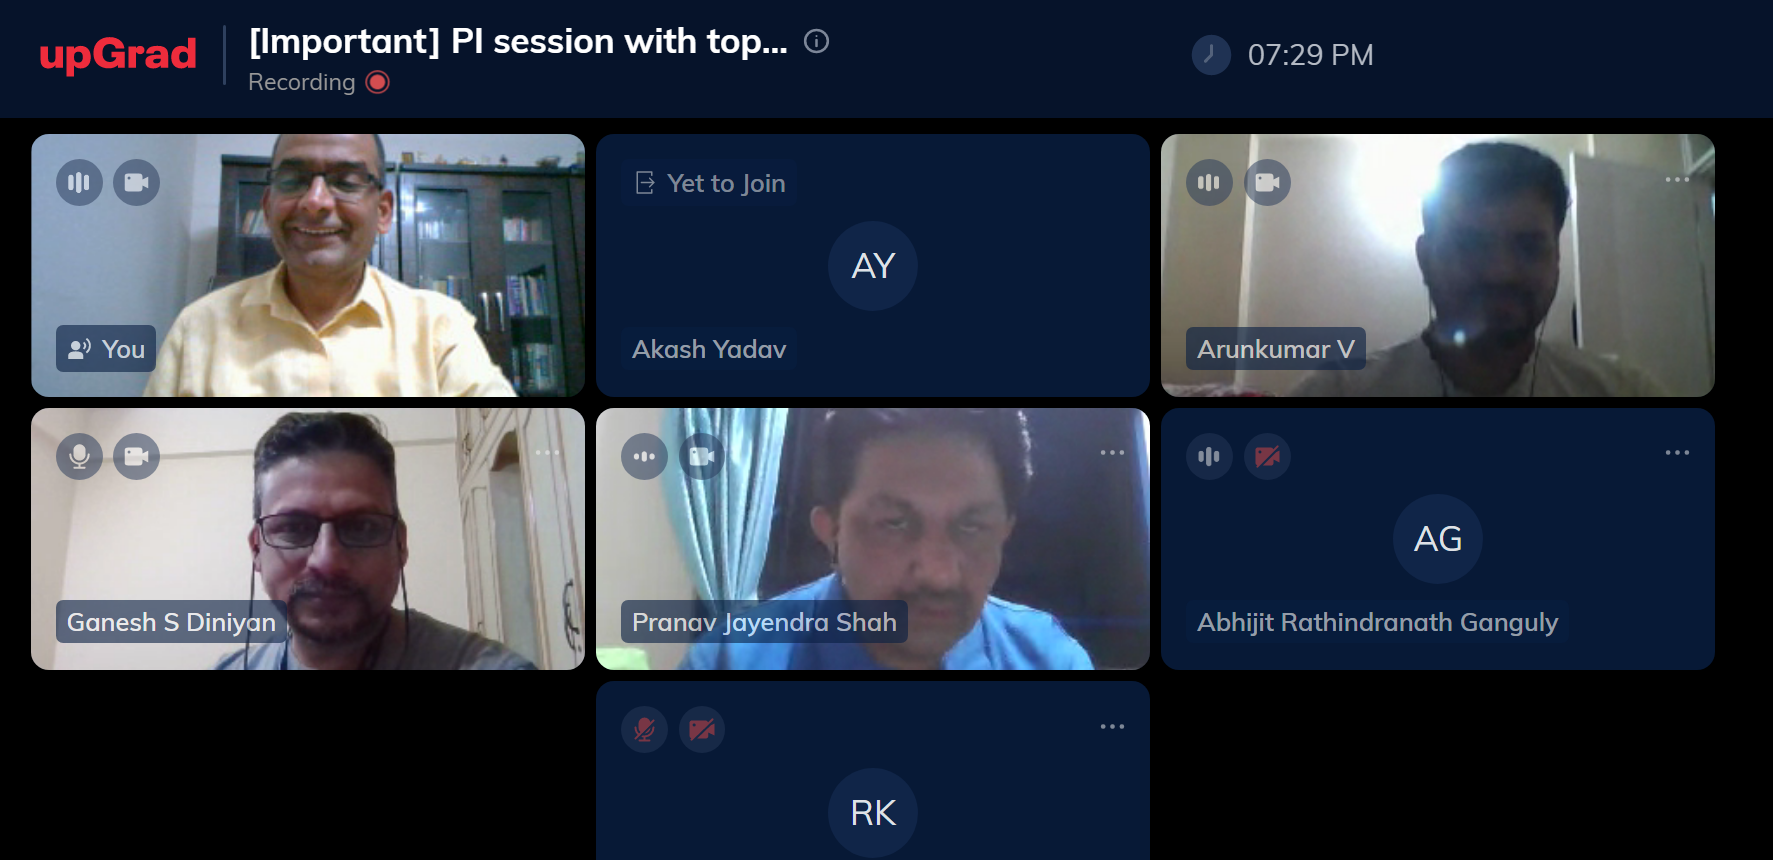 upGrad
[Important] PI session with top...
Recording
07:29 PM
You
Yet to Join
AY
Akash Yadav
Arunkumar V
Ganesh S Diniyan
Pranav Jayendra Shah
AG
Abhijit Rathindranath Ganguly
RK